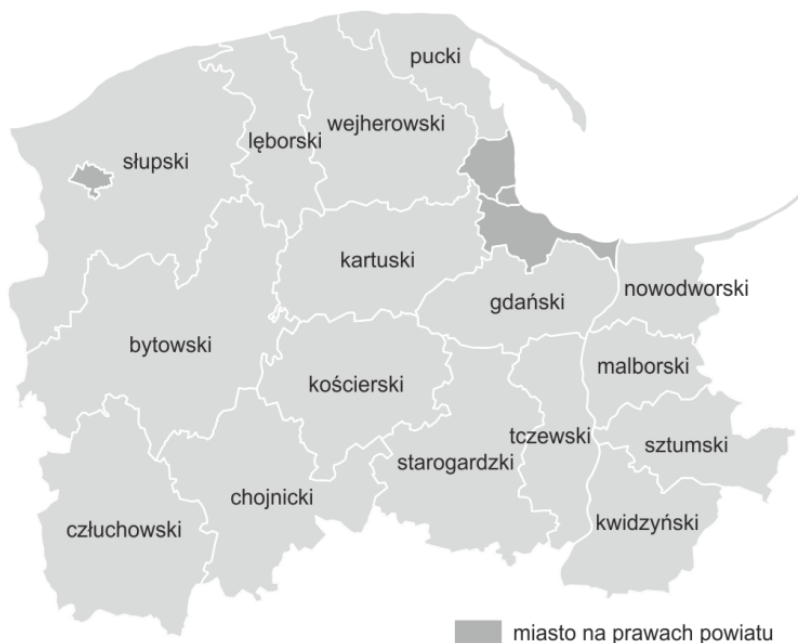 pucki
wejherowski
lęborski
słupski
kartuski
nowodworski
gdański
bytowski
malborski
kościerski
tczewski
sztumski
starogardzki
chojnicki
kwidzyński
człuchowski
miasto na prawach powiatu